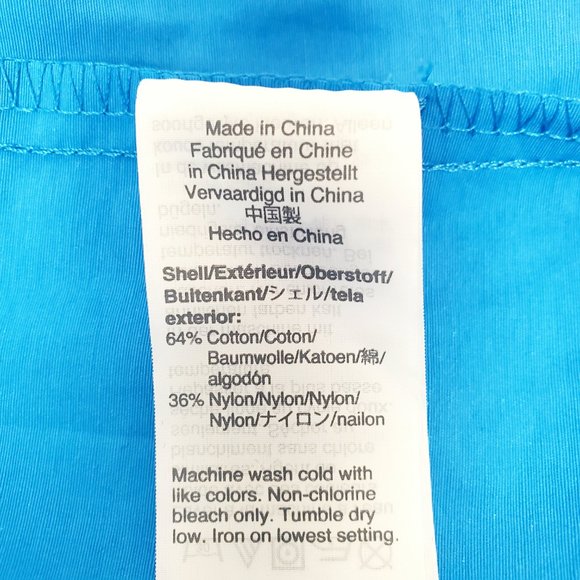 Made in China
Fabriqué en Chine
in China Hergestellt
Vervaardigd in China
中国製
Hecho en China
Shell/Extérieur/Oberstoff/
Buitenkant/シェル/tela
exterior:
64% Cotton/Coton/
Baumwolle/Katoen/綿/
algodón
36% Nylon/Nylon/Nylon/
Nylon/ナイロン/nailon
Machine wash cold with
like colors. Non-chlorine
bleach only. Tumble dry
low. Iron on lowest setting.